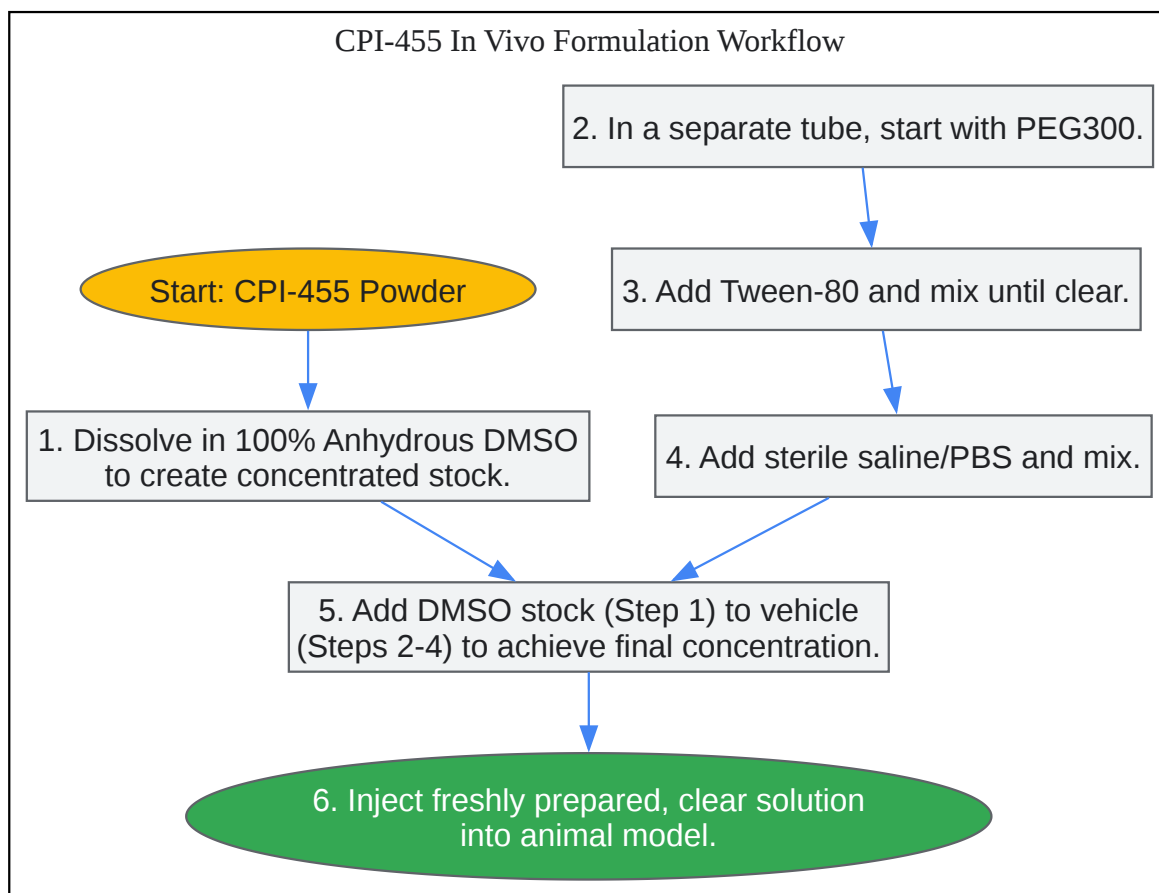 CPI-455 In Vivo Formulation Workflow
2. In a separate tube, start with PEG300.
Start: CPI-455 Powder
3. Add Tween-80 and mix until clear.
1. Dissolve in 100% Anhydrous DMSO
to create concentrated stock.
4. Add sterile saline/PBS and mix.
5. Add DMSO stock (Step 1) to vehicle
(Steps 2-4) to achieve final concentration.
6. Inject freshly prepared, clear solution
into animal model.